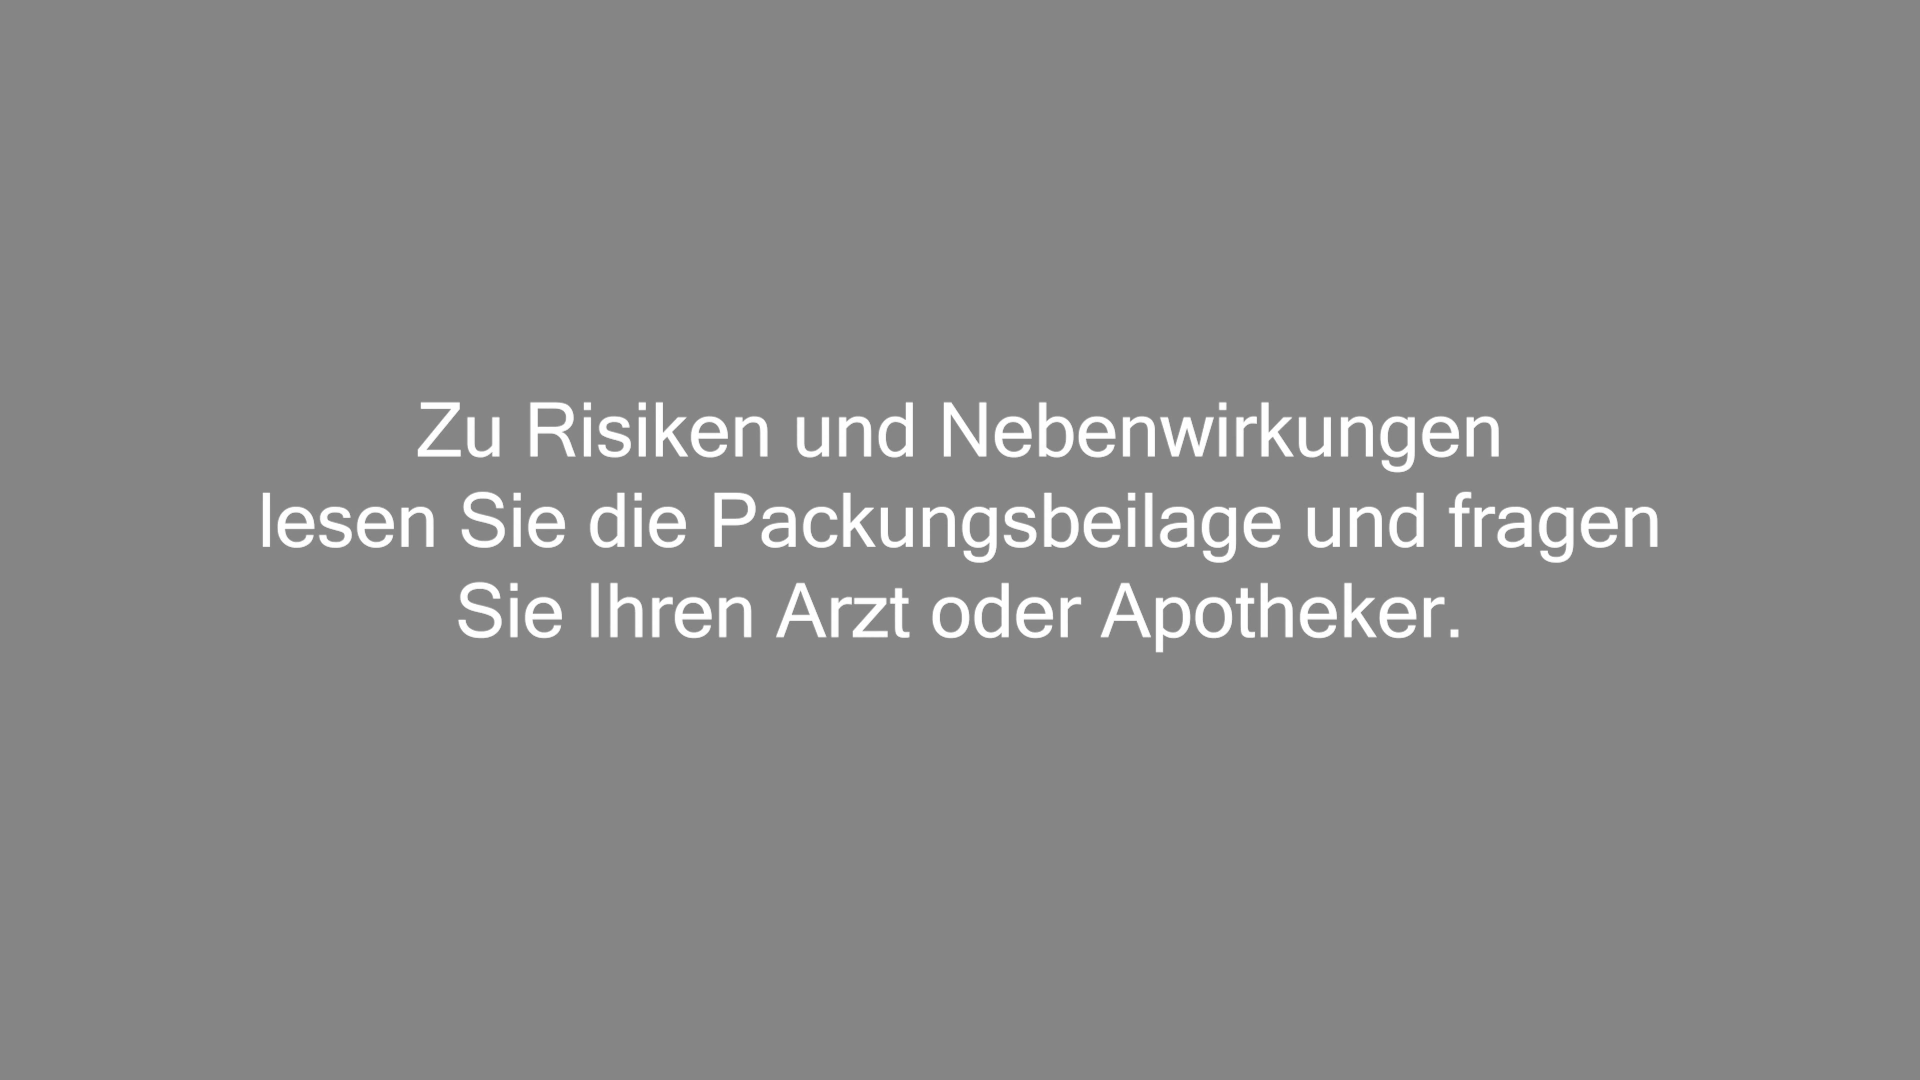 Zu Risiken und Nebenwirkungen
lesen Sie die Packungsbeilage und fragen
Sie Ihren Arzt oder Apotheker.